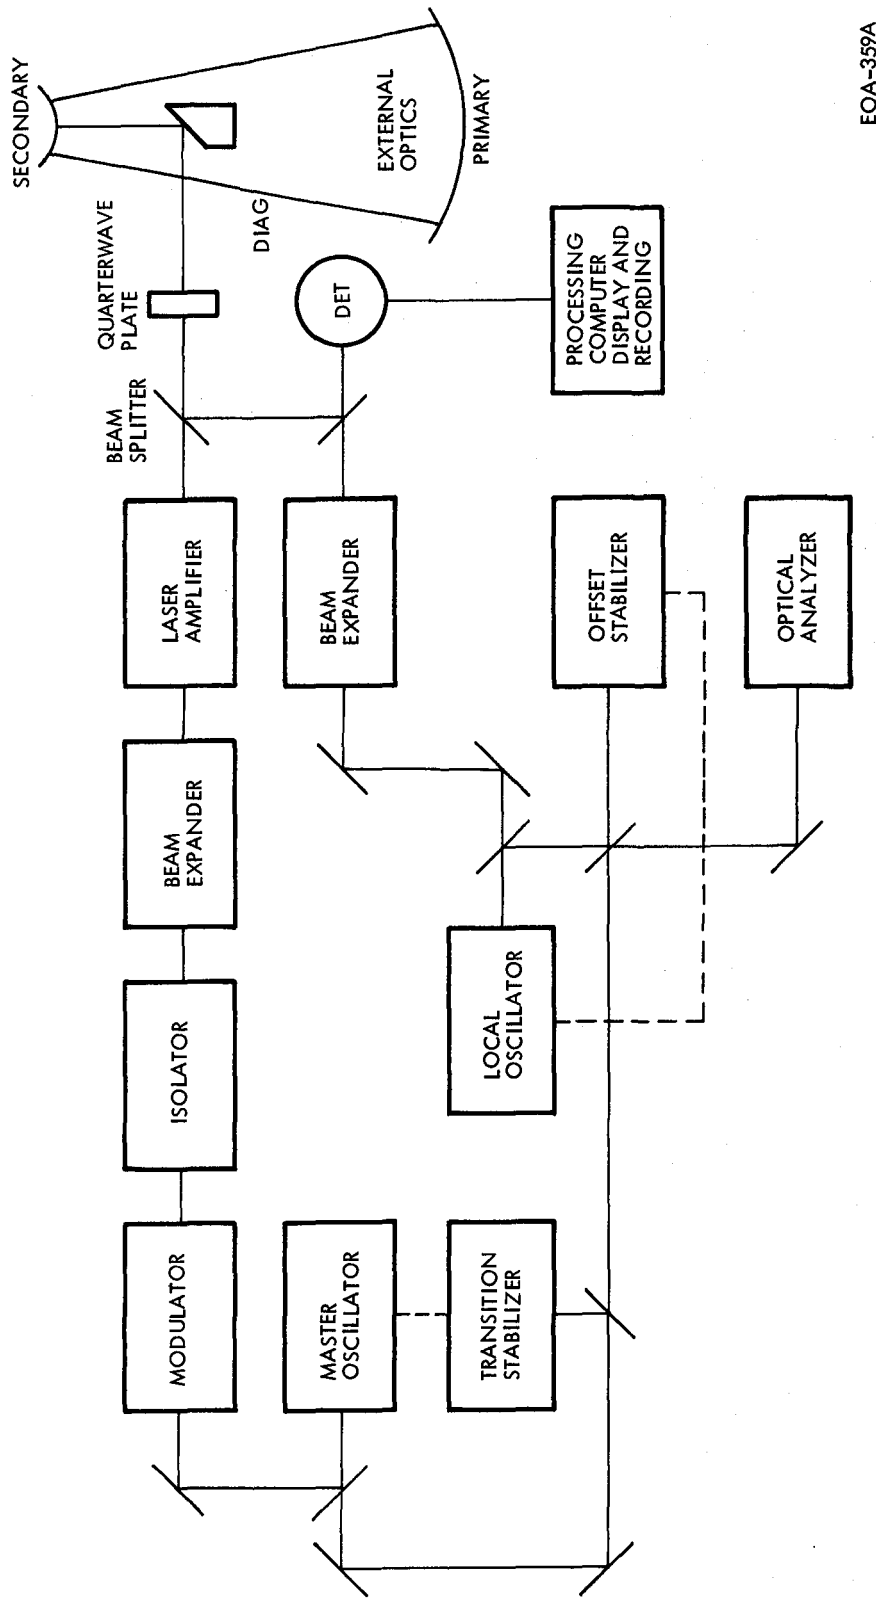 MODULATOR
ISOLATOR
BEAM
EXPANDER
LASER
AMPLIFIER
BEAM
SPLITTER
QUARTERWAVE
PLATE
SECONDARY
MASTER
OSCILLATOR
BEAM
EXPANDER
DET
DIAG
EXTERNAL
OPTICS
PRIMARY
TRANSITION
STABILIZER
LOCAL
OSCILLATOR
OFFSET
STABILIZER
PROCESSING
COMPUTER
DISPLAY AND
RECORDING
OPTICAL
ANALYZER
EOA-359A